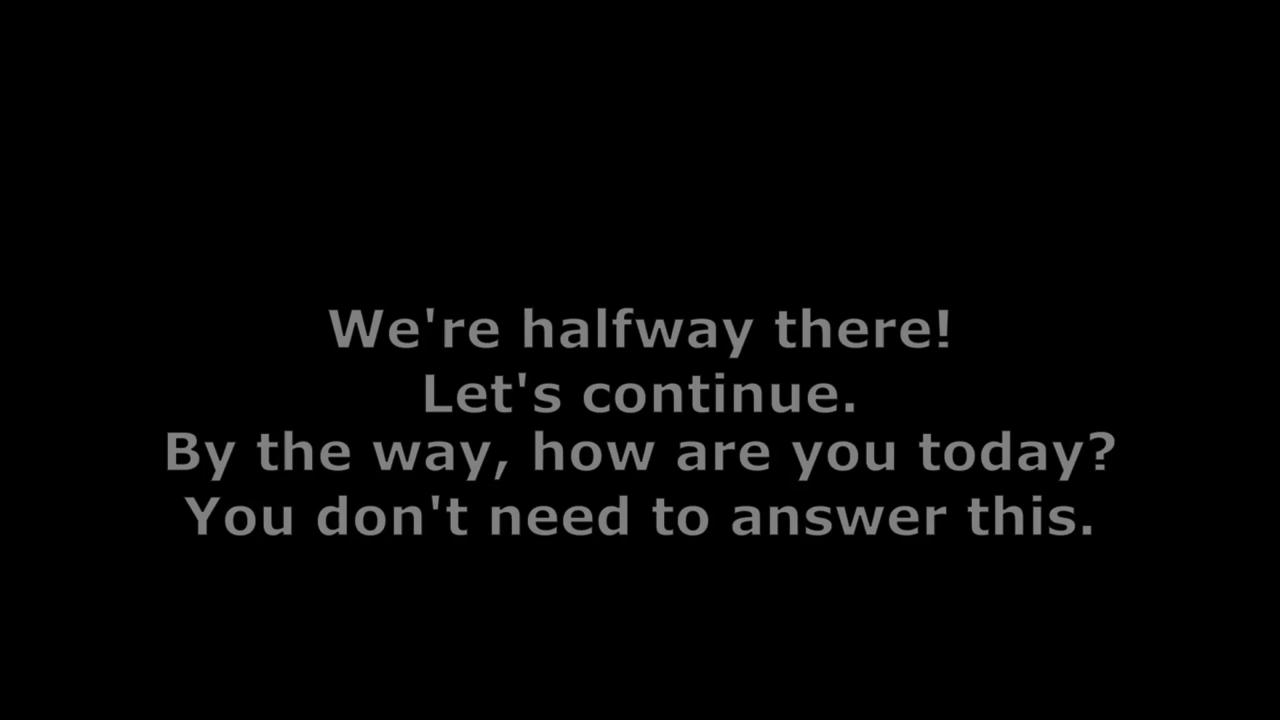 We're halfway there!
Let's continue.
By the way, how are you today?
You don't need to answer this.